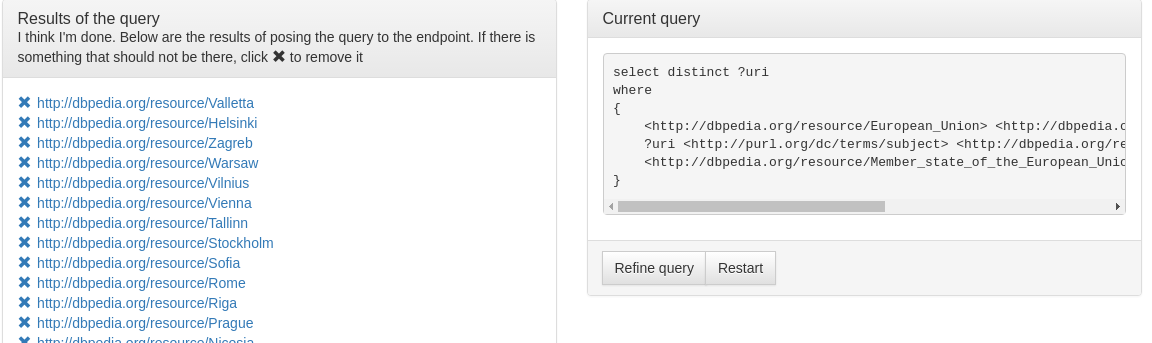 Results of the query
I think I'm done. Below are the results of posing the query to the endpoint. If there is
something that should not be there, click ✖ to remove it
✖ http://dbpedia.org/resource/Valletta
✖ http://dbpedia.org/resource/Helsinki
✖ http://dbpedia.org/resource/Zagreb
✖ http://dbpedia.org/resource/Warsaw
✖ http://dbpedia.org/resource/Vilnius
✖ http://dbpedia.org/resource/Vienna
✖ http://dbpedia.org/resource/Tallinn
✖ http://dbpedia.org/resource/Stockholm
✖ http://dbpedia.org/resource/Sofia
✖ http://dbpedia.org/resource/Rome
✖ http://dbpedia.org/resource/Riga
✖ http://dbpedia.org/resource/Prague
✖ http://dbpedia.org/resource/Nicosia
Current query
select distinct ?uri
where
{
<http://dbpedia.org/resource/European_Union> <http://dbpedia.o
?uri <http://purl.org/dc/terms/subject> <http://dbpedia.org/re
<http://dbpedia.org/resource/Member_state_of_the_European_Unio
}
Refine query
Restart